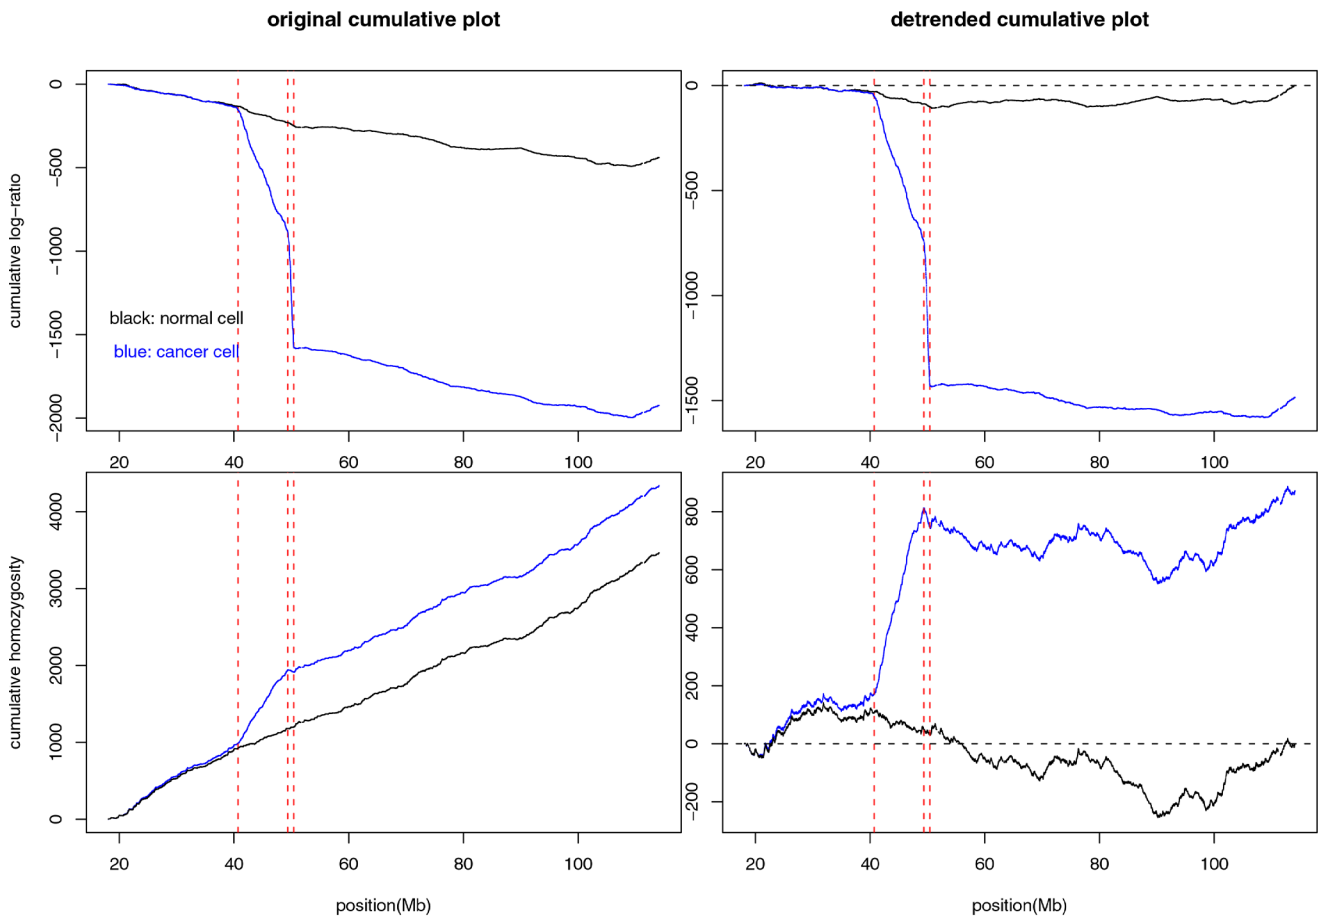 original cumulative plot
detrended cumulative plot
cumulative log−ratio
0
−500
−1000
−1500
−2000
black: normal cell
blue: cancer cell
20 40 60 80 100
0
−500
−1000
−1500
20 40 60 80 100
cumulative homozygosity
4000
3000
2000
1000
0
20 40 60 80 100
position(Mb)
800
600
400
200
0
−200
20 40 60 80 100
position(Mb)